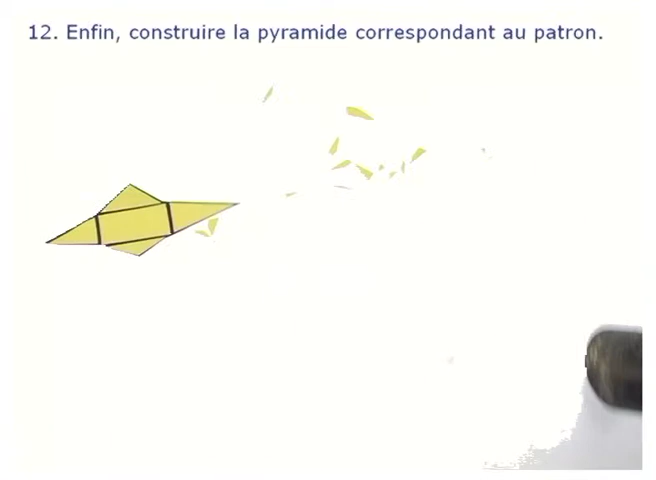 12. Enfin, construire la pyramide correspondant au patron.